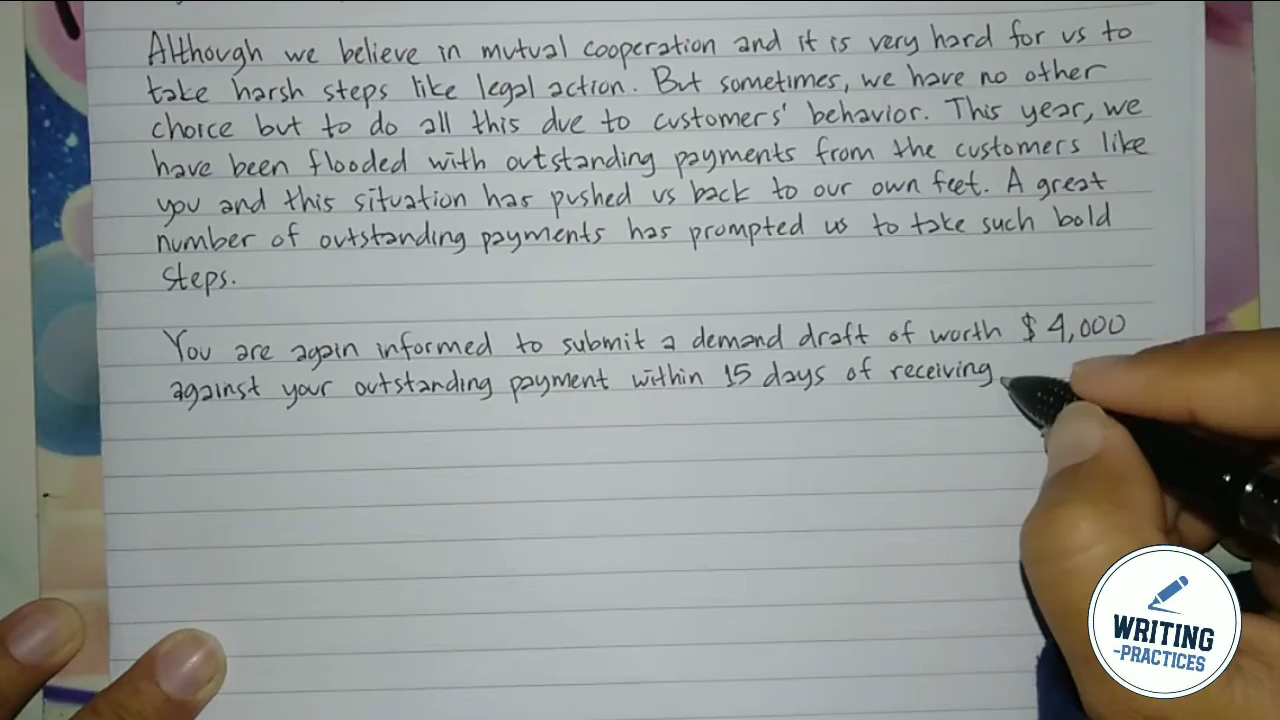 Although we believe in mutual cooperation and it is very hard for us to
take harsh steps like legal action. But sometimes, we have no other
choice but to do all this due to customers' behavior. This year, we
have been flooded with outstanding payments from the customers like
you and this situation has pushed us back to our own feet. A great
number of outstanding payments has prompted us to take such bold
steps.
You are again informed to submit a demand draft of worth $ 4,000
against your outstanding payment within 15 days of receiving
WRITING
-PRACTICES